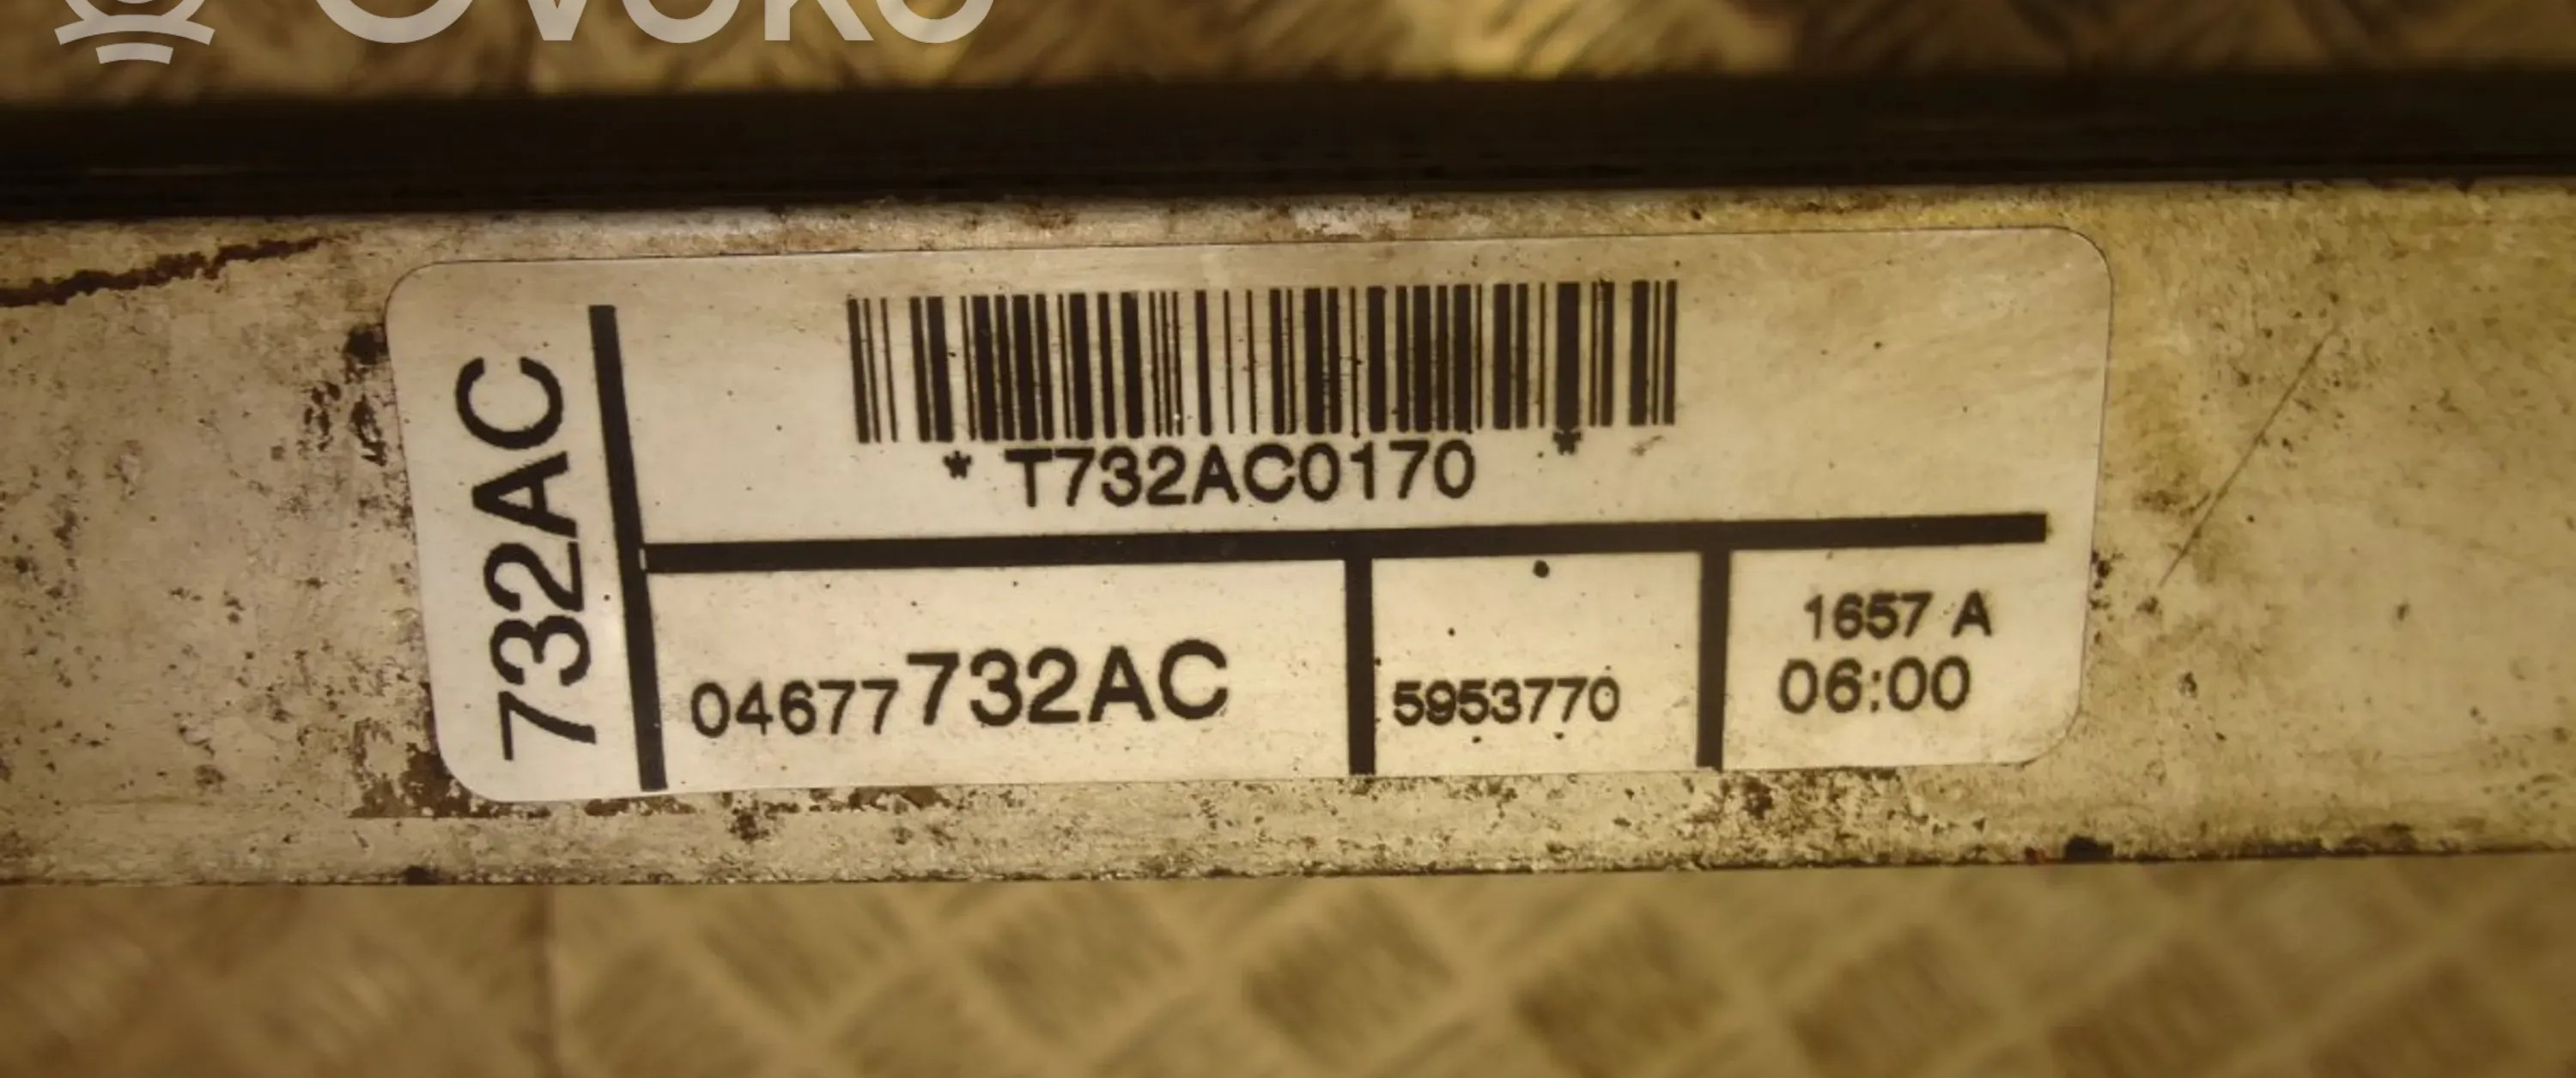 OVOKO
732AC
* T732AC0170 *
04677732AC
5953770
1657 A
06:00